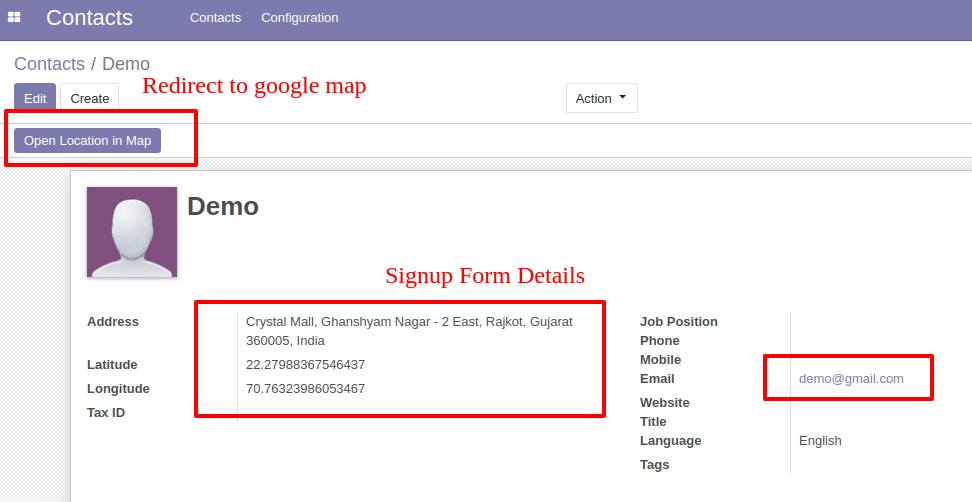 Contacts Contacts Configuration
Contacts / Demo
Redirect to google map
Edit Create Action
Open Location in Map
Demo
Signup Form Details
Address Crystal Mall, Ghanshyam Nagar - 2 East, Rajkot, Gujarat
360005, India
Latitude 22.27988367546437
Longitude 70.76323986053467
Tax ID
Job Position
Phone
Mobile
Email demo@gmail.com
Website
Title
Language English
Tags